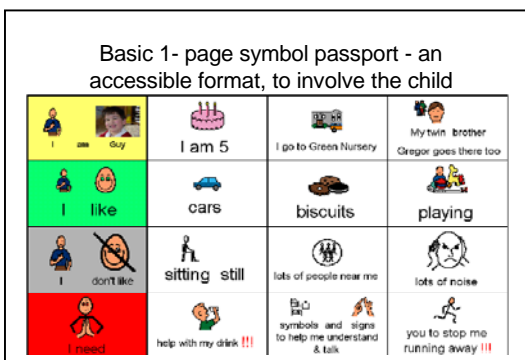 Basic 1- page symbol passport - an
accessible format, to involve the child
I am Guy
I am 5
I go to Green Nursery
My twin brother
Gregor goes there too
I like
cars
biscuits
playing
I don't like
sitting still
lots of people near me
lots of noise
I need
help with my drink !!!
symbols and signs
to help me understand
& talk
you to stop me
running away !!!